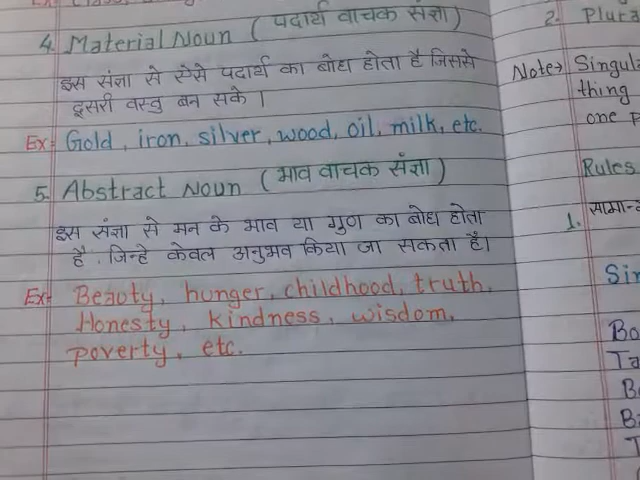 4. Material Noun ( पदार्थ वाचक संज्ञा )
इस संज्ञा से ऐसे पदार्थ का बोध होता है जिससे
दूसरी वस्तु बन सके ।
Ex:- Gold, iron, silver, wood, oil, milk, etc.
5. Abstract Noun ( भाव वाचक संज्ञा )
इस संज्ञा से मन के भाव या गुण का बोध होता
है, जिन्हे केवल अनुभव किया जा सकता है।
Ex:- Beauty, hunger, childhood, truth,
Honesty, kindness, wisdom,
poverty, etc.
2. Plura
Note→ Singula
thing
one p
Rules
1. सामान्
Sin
Bo
Ta
B
Ba
T